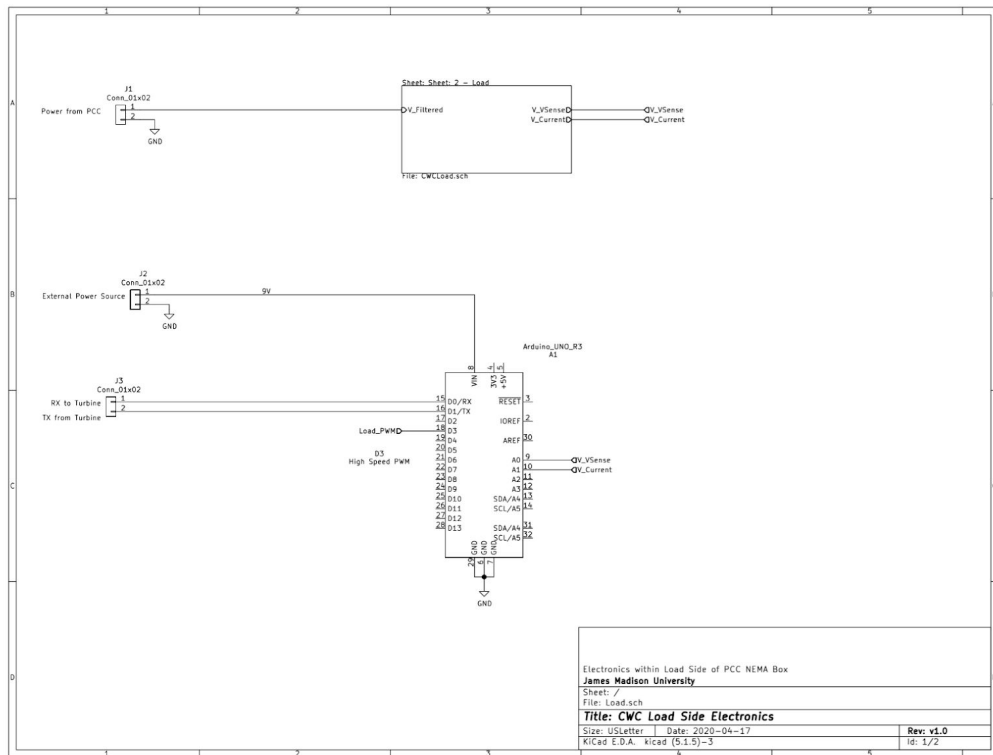 1 2 3 4 5
A
B
C
D
J1
Conn_01x02
Power from PCC
1
2
GND
Sheet: Sheet: 2 - Load
V_Filtered
V_VSense
V_Current
V_VSense
V_Current
File: CWCLoad.sch
J2
Conn_01x02
External Power Source
1
2
GND
9V
Arduino_UNO_R3
A1
J3
Conn_01x02
RX to Turbine
1
TX from Turbine
2
Load_PWM
D3
High Speed PWM
8 VIN
4 3V3
5 +5V
15 D0/RX
16 D1/TX
17 D2
18 D3
19 D4
20 D5
21 D6
22 D7
23 D8
24 D9
25 D10
26 D11
27 D12
28 D13
RESET 3
IOREF 2
AREF 30
A0 9
A1 10
A2 11
A3 12
SDA/A4 13
SCL/A5 14
SDA/A4 31
SCL/A5 32
V_VSense
V_Current
GND GND GND
29 6 7
GND
Electronics within Load Side of PCC NEMA Box
James Madison University
Sheet: /
File: Load.sch
Title: CWC Load Side Electronics
Size: USLetter Date: 2020-04-17 Rev: v1.0
KiCad E.D.A. kicad (5.1.5)-3 Id: 1/2
1 2 3 4 5